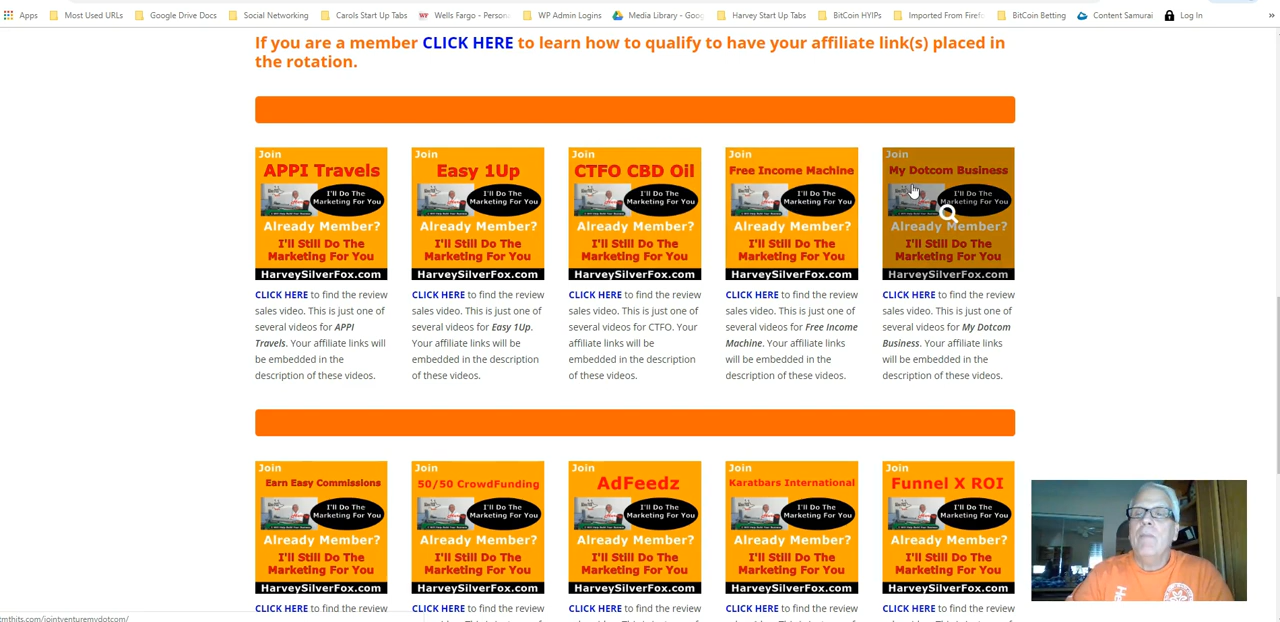 Apps Most Used URLs Google Drive Docs Social Networking Carols Start Up Tabs Wells Fargo - Person WP Admin Logins Media Library - Goog Harvey Start Up Tabs BitCoin HYIPs Imported From Firef BitCoin Betting Content Samurai Log In »
If you are a member CLICK HERE to learn how to qualify to have your affiliate link(s) placed in
the rotation.
Join
APPI Travels
I'll Do The
Marketing For You
Already Member?
I'll Still Do The
Marketing For You
HarveySilverFox.com
CLICK HERE to find the review
sales video. This is just one of
several videos for APPI
Travels. Your affiliate links will
be embedded in the
description of these videos.
Join
Easy 1Up
I'll Do The
Marketing For You
Already Member?
I'll Still Do The
Marketing For You
HarveySilverFox.com
CLICK HERE to find the review
sales video. This is just one of
several videos for Easy 1Up.
Your affiliate links will be
embedded in the description
of these videos.
Join
CTFO CBD Oil
I'll Do The
Marketing For You
Already Member?
I'll Still Do The
Marketing For You
HarveySilverFox.com
CLICK HERE to find the review
sales video. This is just one of
several videos for CTFO. Your
affiliate links will be
embedded in the description
of these videos.
Join
Free Income Machine
I'll Do The
Marketing For You
Already Member?
I'll Still Do The
Marketing For You
HarveySilverFox.com
CLICK HERE to find the review
sales video. This is just one of
several videos for Free Income
Machine. Your affiliate links
will be embedded in the
description of these videos.
Join
My Dotcom Business
I'll Do The
Marketing For You
Already Member?
I'll Still Do The
Marketing For You
HarveySilverFox.com
CLICK HERE to find the review
sales video. This is just one of
several videos for My Dotcom
Business. Your affiliate links
will be embedded in the
description of these videos.
Join
Earn Easy Commissions
I'll Do The
Marketing For You
Already Member?
I'll Still Do The
Marketing For You
HarveySilverFox.com
CLICK HERE to find the review
Join
50/50 CrowdFunding
I'll Do The
Marketing For You
Already Member?
I'll Still Do The
Marketing For You
HarveySilverFox.com
CLICK HERE to find the review
Join
AdFeedz
I'll Do The
Marketing For You
Already Member?
I'll Still Do The
Marketing For You
HarveySilverFox.com
CLICK HERE to find the review
Join
Karatbars International
I'll Do The
Marketing For You
Already Member?
I'll Still Do The
Marketing For You
HarveySilverFox.com
CLICK HERE to find the review
Join
Funnel X ROI
I'll Do The
Marketing For You
Already Member?
I'll Still Do The
Marketing For You
HarveySilverFox.com
CLICK HERE to find the review
tmthits.com/jointventuremydotcom/